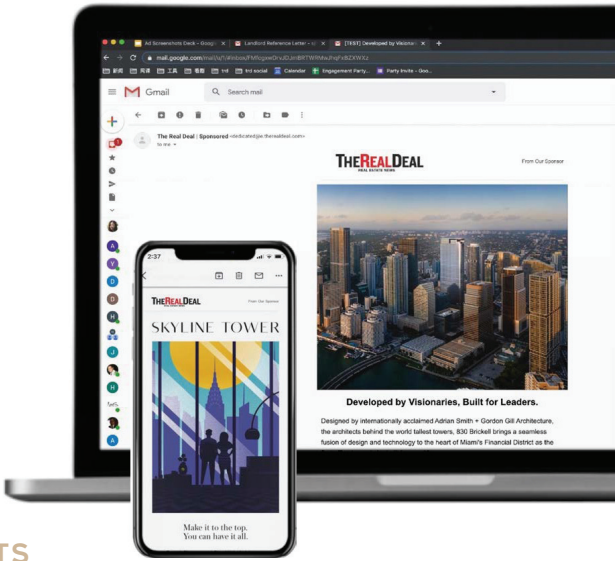 Ad Screenshots Deck - Googl
Landlord Reference Letter - s
[TEST] Developed by Visionar
mail.google.com
trd
trd social
Calendar
Engagement Party...
Party Invite - Goo...
Gmail
Search mail
The Real Deal | Sponsored
to me
THE REAL DEAL
REAL ESTATE NEWS
From Our Sponsor
Developed by Visionaries, Built for Leaders.
Designed by internationally acclaimed Adrian Smith + Gordon Gill Architecture,
the architects behind the world tallest towers, 830 Brickell brings a seamless
fusion of design and technology to the heart of Miami's Financial District as the
2:37
THE REAL DEAL
From Our Sponsor
SKYLINE TOWER
Make it to the top.
You can have it all.
TS